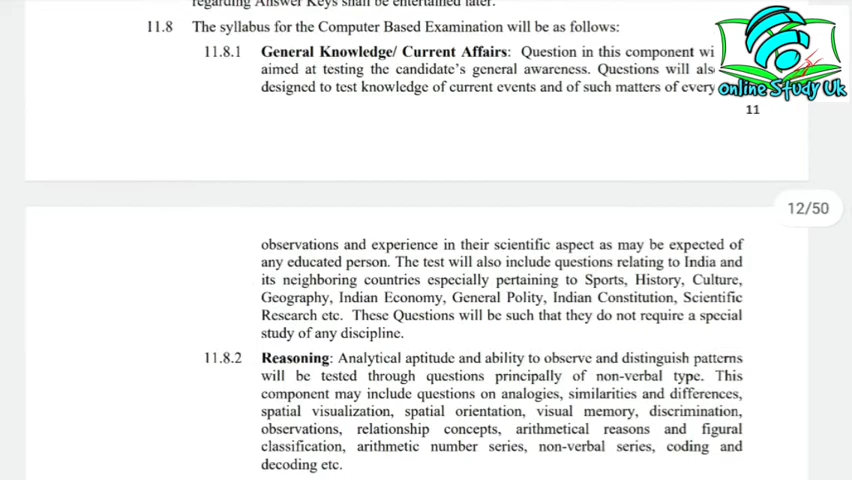 regarding Answer Keys shall be entertained later.
11.8 The syllabus for the Computer Based Examination will be as follows:
11.8.1 General Knowledge/ Current Affairs: Question in this component wi
aimed at testing the candidate's general awareness. Questions will als
designed to test knowledge of current events and of such matters of every
online Study Uk
11
12/50
observations and experience in their scientific aspect as may be expected of
any educated person. The test will also include questions relating to India and
its neighboring countries especially pertaining to Sports, History, Culture,
Geography, Indian Economy, General Polity, Indian Constitution, Scientific
Research etc. These Questions will be such that they do not require a special
study of any discipline.
11.8.2 Reasoning: Analytical aptitude and ability to observe and distinguish patterns
will be tested through questions principally of non-verbal type. This
component may include questions on analogies, similarities and differences,
spatial visualization, spatial orientation, visual memory, discrimination,
observations, relationship concepts, arithmetical reasons and figural
classification, arithmetic number series, non-verbal series, coding and
decoding etc.